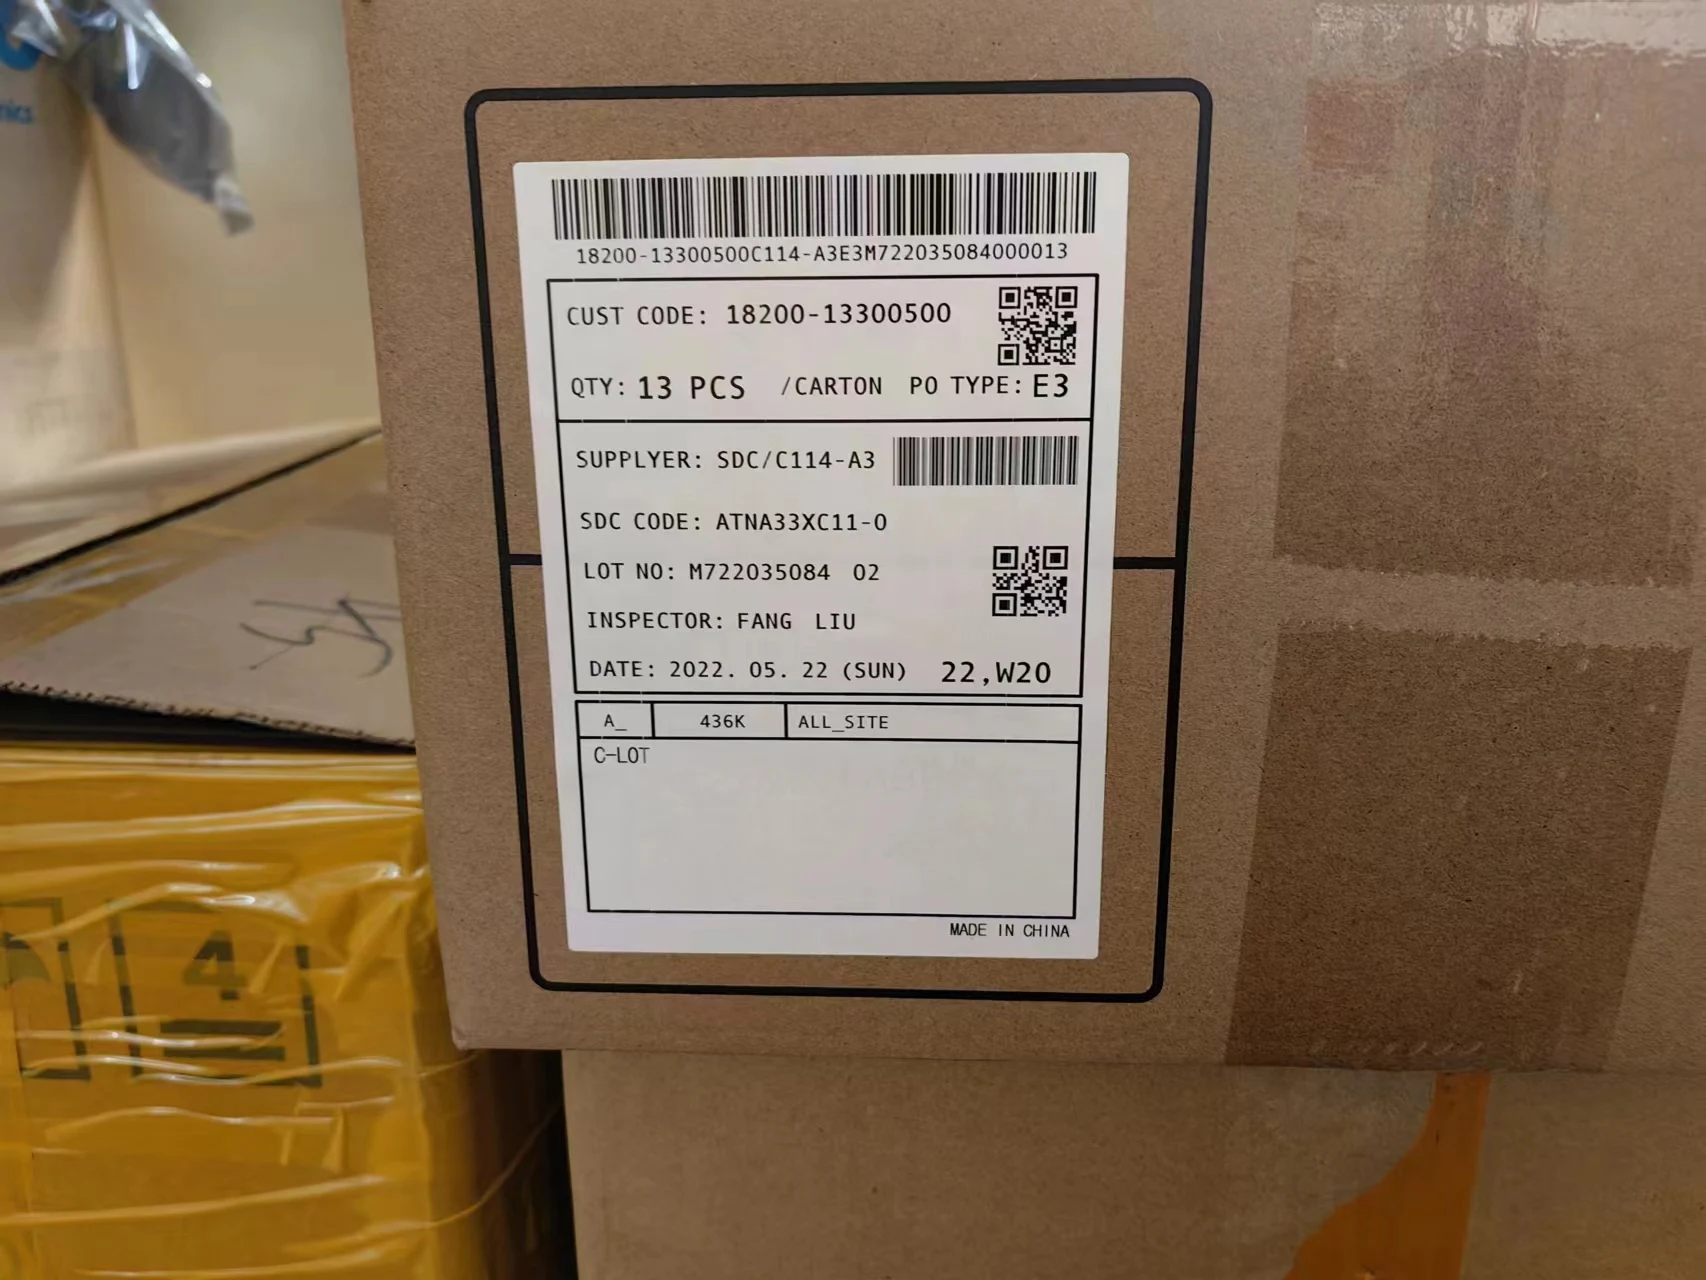 18200-13300500C114-A3E3M722035084000013
CUST CODE: 18200-13300500
QTY: 13 PCS /CARTON PO TYPE: E3
SUPPLYER: SDC/C114-A3
SDC CODE: ATNA33XC11-0
LOT NO: M722035084 02
INSPECTOR: FANG LIU
DATE: 2022. 05. 22 (SUN) 22,W20
A_ 436K ALL_SITE
C-LOT
MADE IN CHINA
4